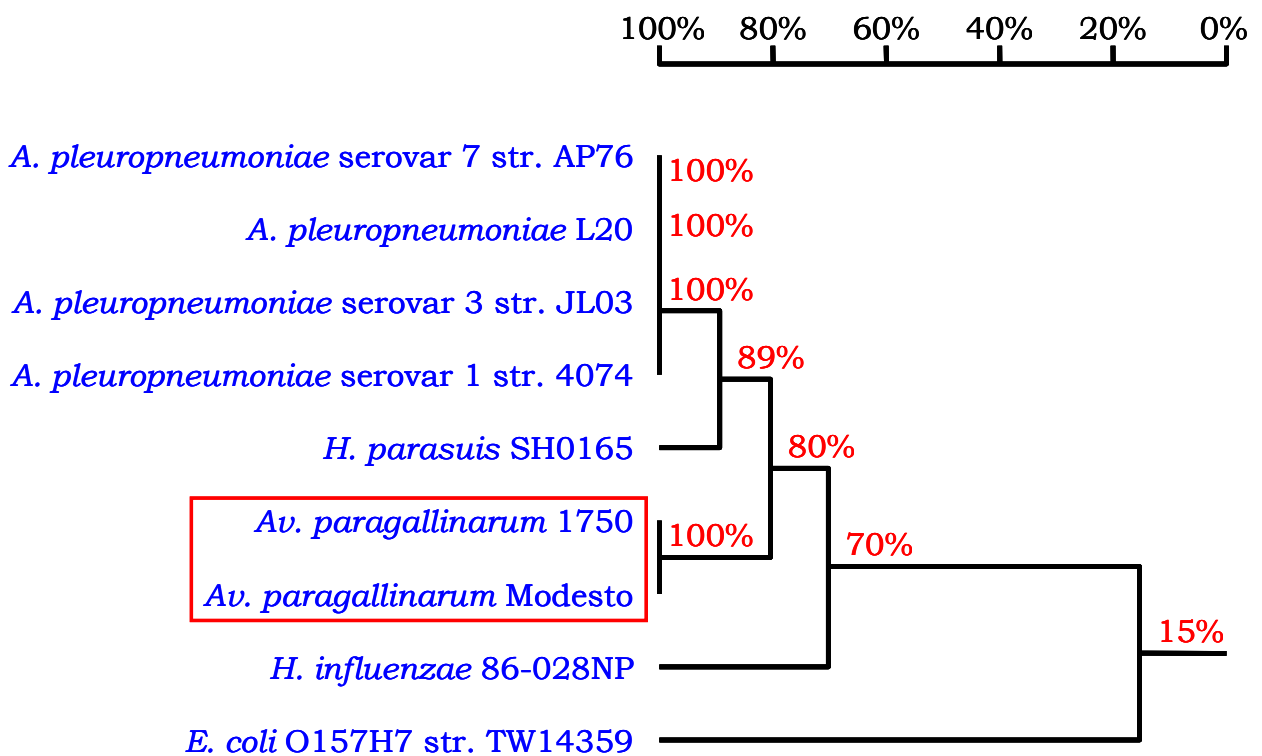 100% 80% 60% 40% 20% 0%
A. pleuropneumoniae serovar 7 str. AP76
100%
A. pleuropneumoniae L20
100%
A. pleuropneumoniae serovar 3 str. JL03
100%
A. pleuropneumoniae serovar 1 str. 4074
89%
H. parasuis SH0165
80%
Av. paragallinarum 1750
100%
70%
Av. paragallinarum Modesto
15%
H. influenzae 86-028NP
E. coli O157H7 str. TW14359